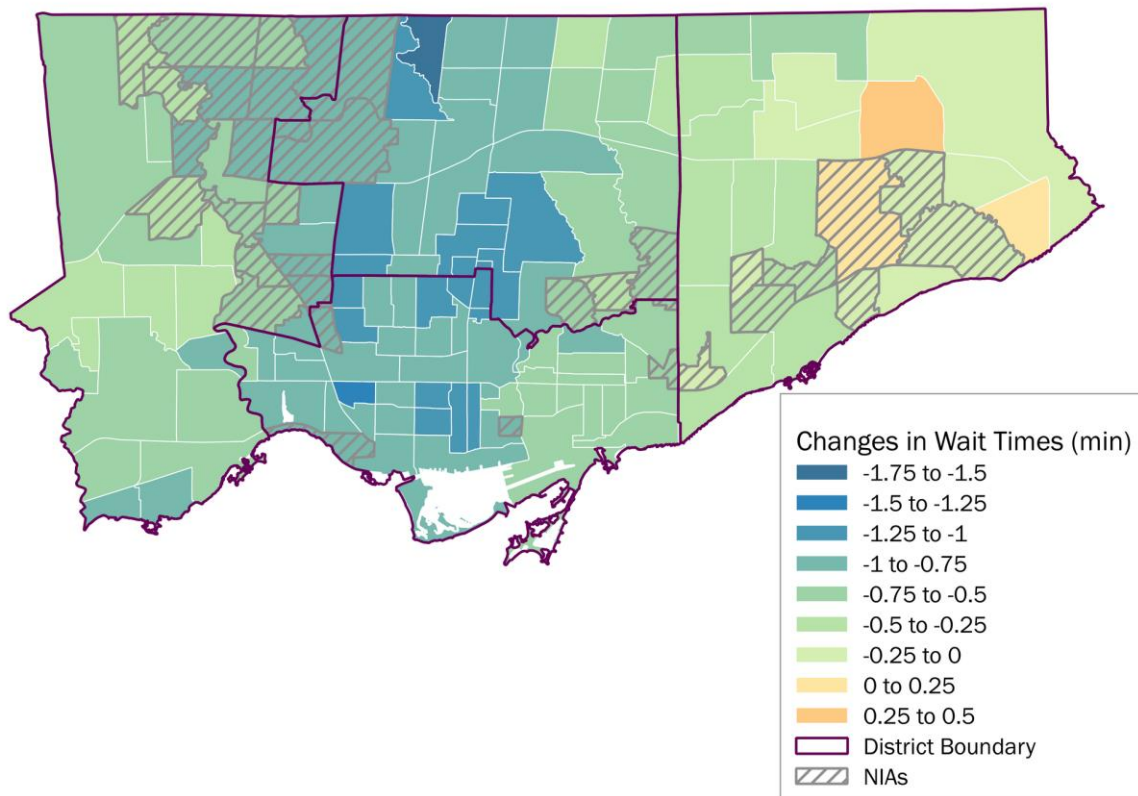 Changes in Wait Times (min)
-1.75 to -1.5
-1.5 to -1.25
-1.25 to -1
-1 to -0.75
-0.75 to -0.5
-0.5 to -0.25
-0.25 to 0
0 to 0.25
0.25 to 0.5
District Boundary
NIAs